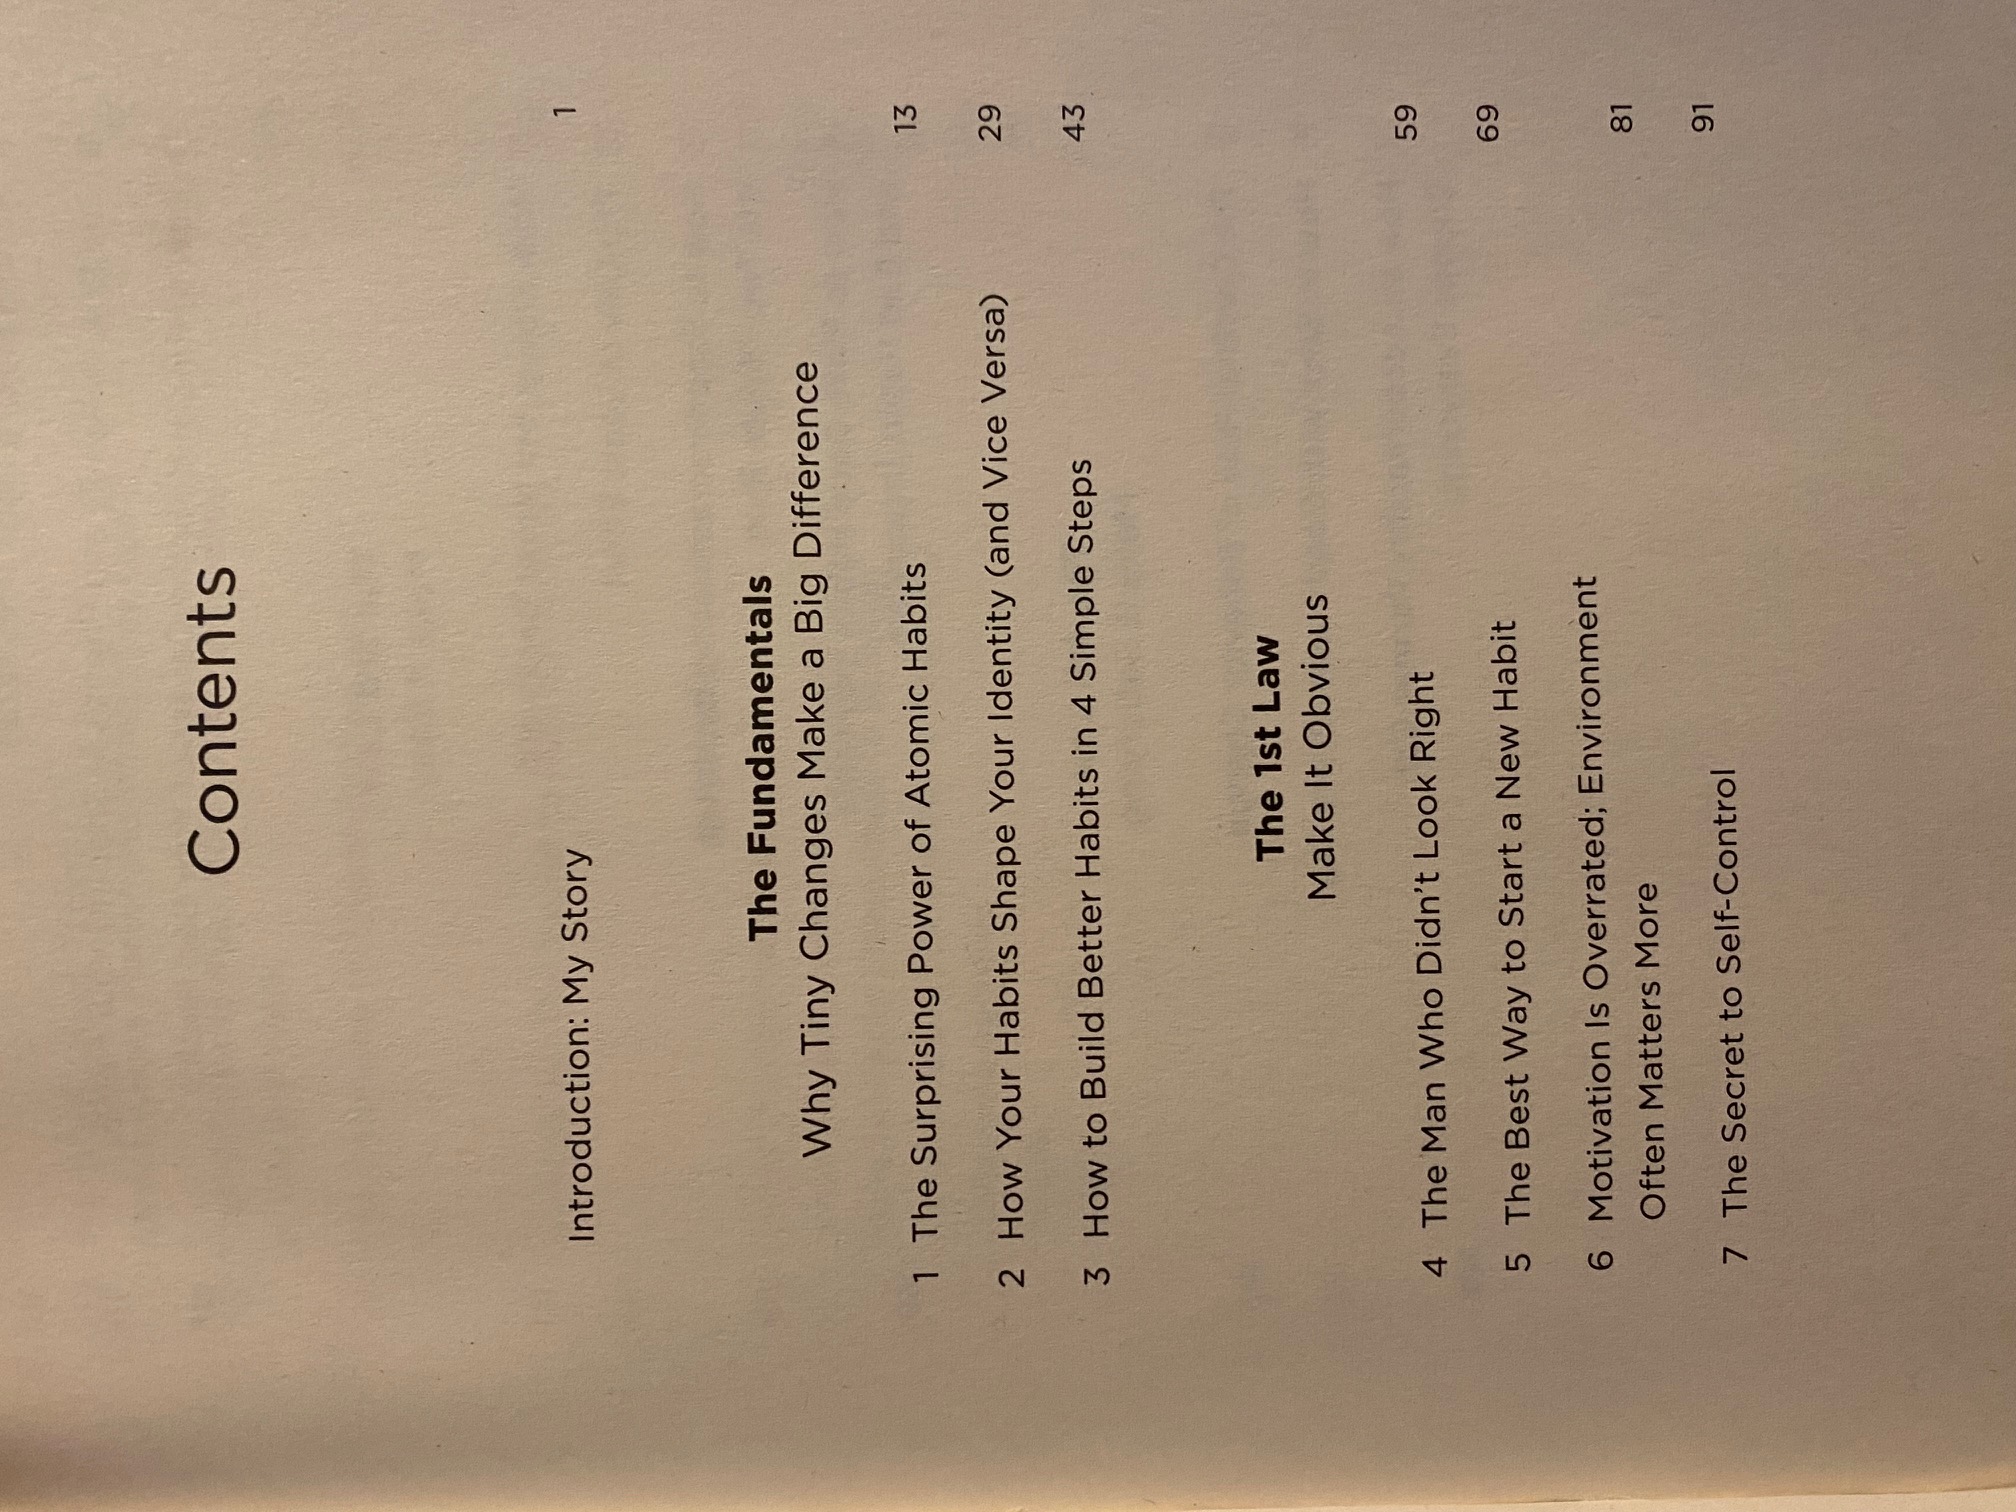 Contents
Introduction: My Story 1
The Fundamentals
Why Tiny Changes Make a Big Difference
1 The Surprising Power of Atomic Habits 13
2 How Your Habits Shape Your Identity (and Vice Versa) 29
3 How to Build Better Habits in 4 Simple Steps 43
The 1st Law
Make It Obvious
4 The Man Who Didn't Look Right 59
5 The Best Way to Start a New Habit 69
6 Motivation Is Overrated; Environment
Often Matters More 81
7 The Secret to Self-Control 91